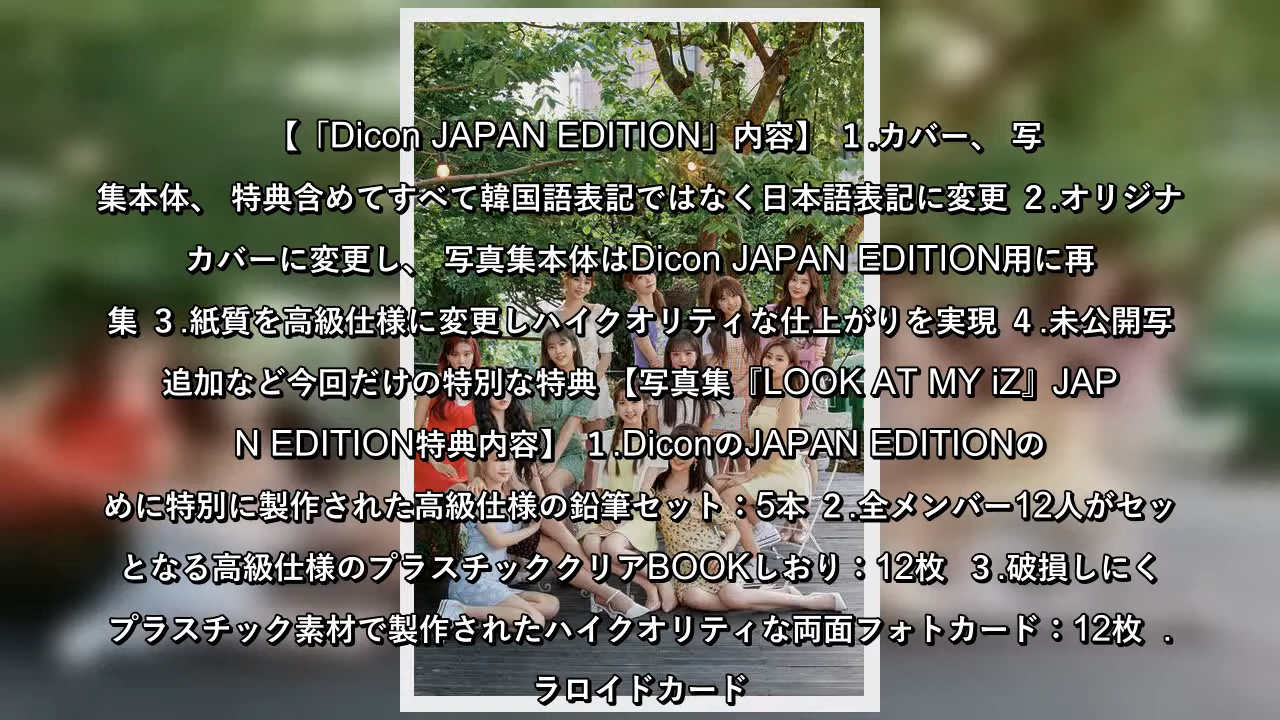 【「Dicon JAPAN EDITION」内容】 １.カバー、 写
集本体、 特典含めてすべて韓国語表記ではなく日本語表記に変更 ２.オリジナ
カバーに変更し、 写真集本体はDicon JAPAN EDITION用に再
集 ３.紙質を高級仕様に変更しハイクオリティな仕上がりを実現 ４.未公開写
追加など今回だけの特別な特典 【写真集『LOOK AT MY iZ』JAP
N EDITION特典内容】 １.DiconのJAPAN EDITIONの
めに特別に製作された高級仕様の鉛筆セット：5本 ２.全メンバー12人がセッ
となる高級仕様のプラスチッククリアBOOKしおり：12枚 ３.破損しにく
プラスチック素材で製作されたハイクオリティな両面フォトカード：12枚 .
ラロイドカード